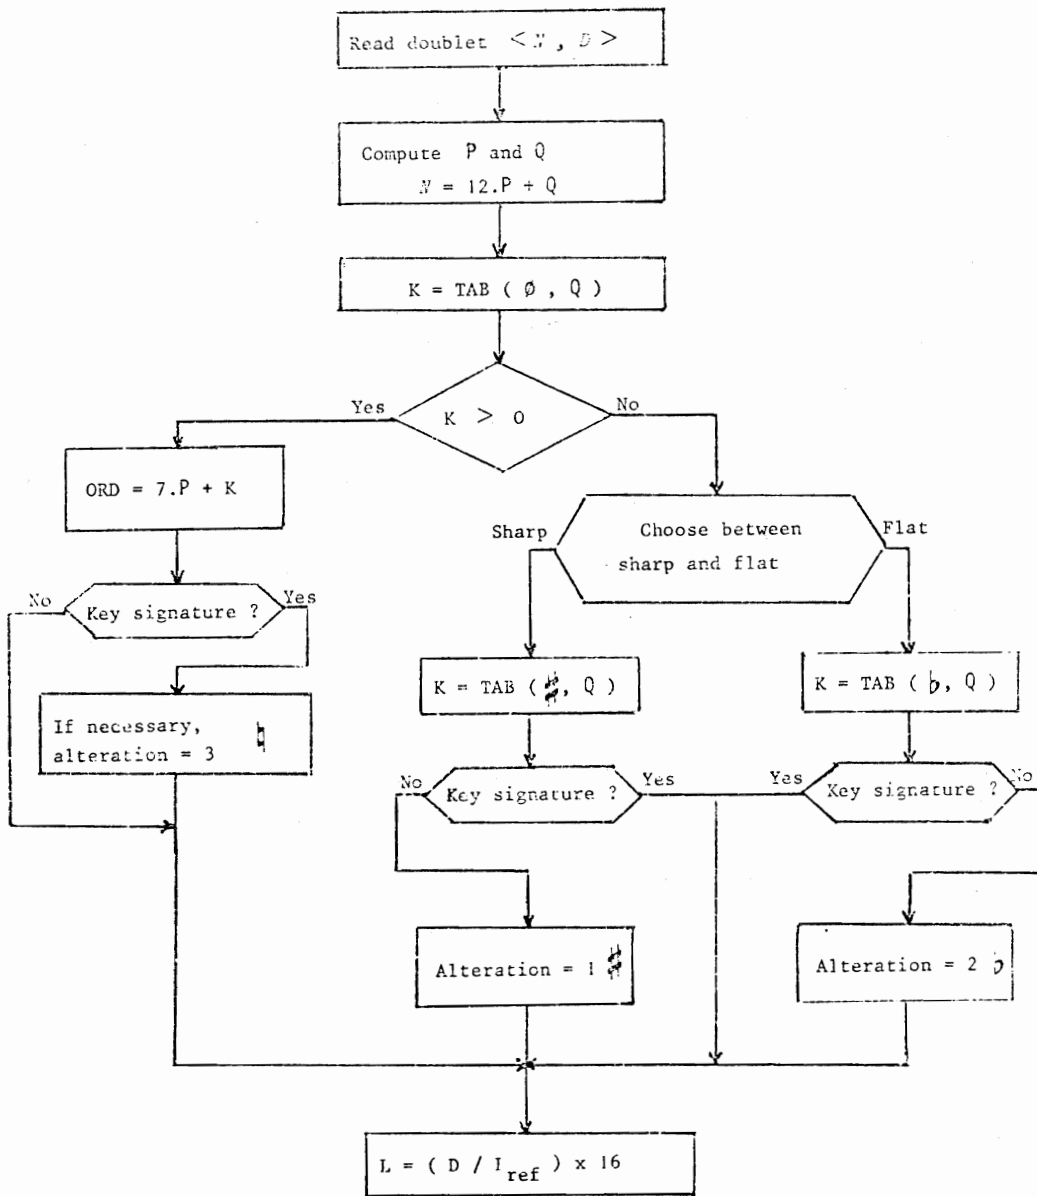 Read doublet < N , D >
Compute P and Q
N = 12.P + Q
K = TAB ( Ø , Q )
Yes
K > 0
No
ORD = 7.P + K
Sharp
Choose between
sharp and flat
Flat
No
Key signature ?
Yes
K = TAB ( ♯, Q )
K = TAB ( ♭, Q )
If necessary,
alteration = 3 ♮
No
Key signature ?
Yes
Yes
Key signature ?
No
Alteration = 1 ♯
Alteration = 2 ♭
L = ( D / I_ref ) x 16